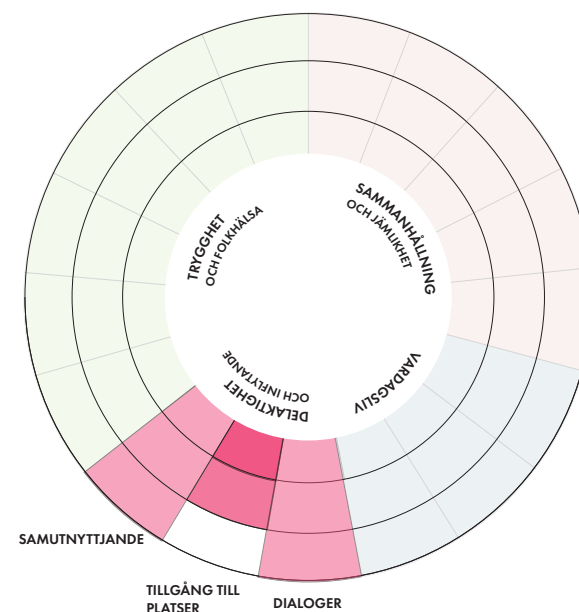 TRYGGHET
OCH FOLKHÄLSA
SAMMANHÅLLNING
OCH JÄMLIKHET
DELAKTIGHET
OCH INFLYTANDE
VARDAGSLIV
SAMUTNYTTJANDE
TILLGÅNG TILL
PLATSER
DIALOGER